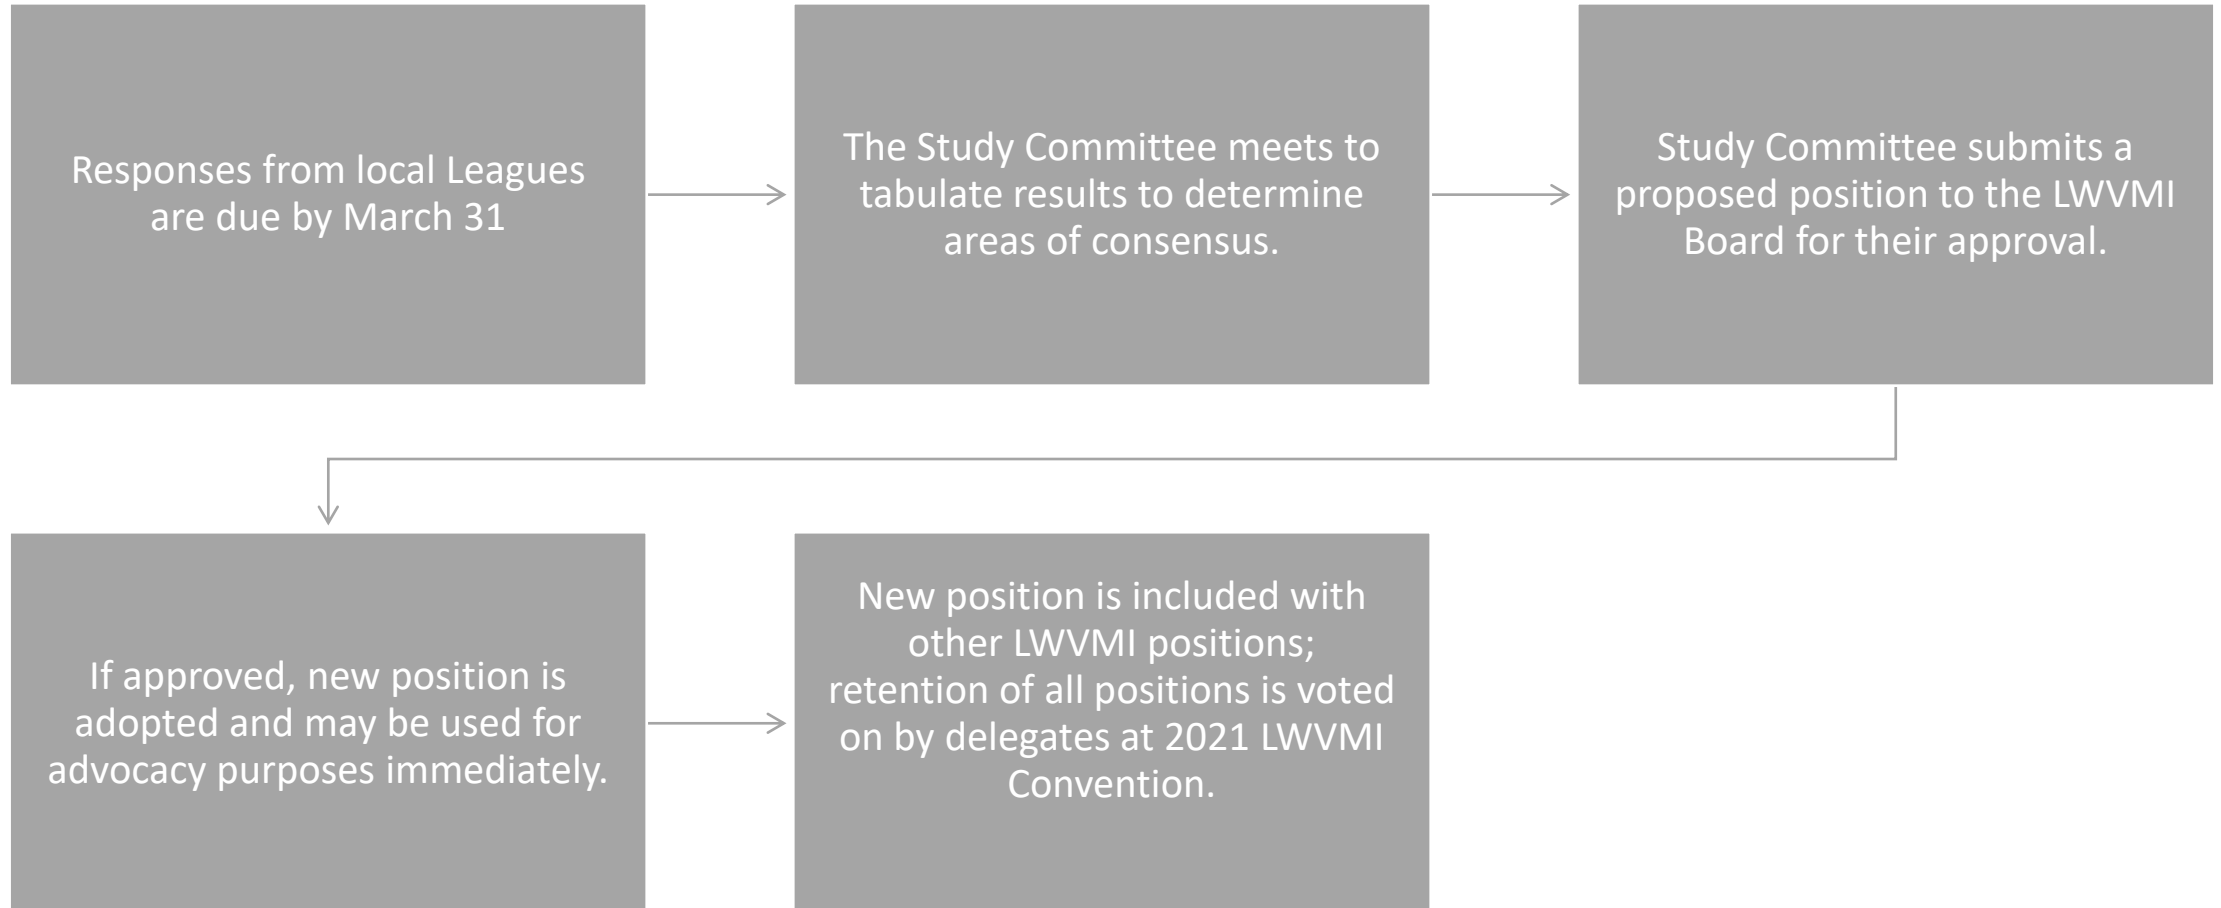 Responses from local Leagues
are due by March 31
The Study Committee meets to
tabulate results to determine
areas of consensus.
Study Committee submits a
proposed position to the LWVMI
Board for their approval.
If approved, new position is
adopted and may be used for
advocacy purposes immediately.
New position is included with
other LWVMI positions;
retention of all positions is voted
on by delegates at 2021 LWVMI
Convention.